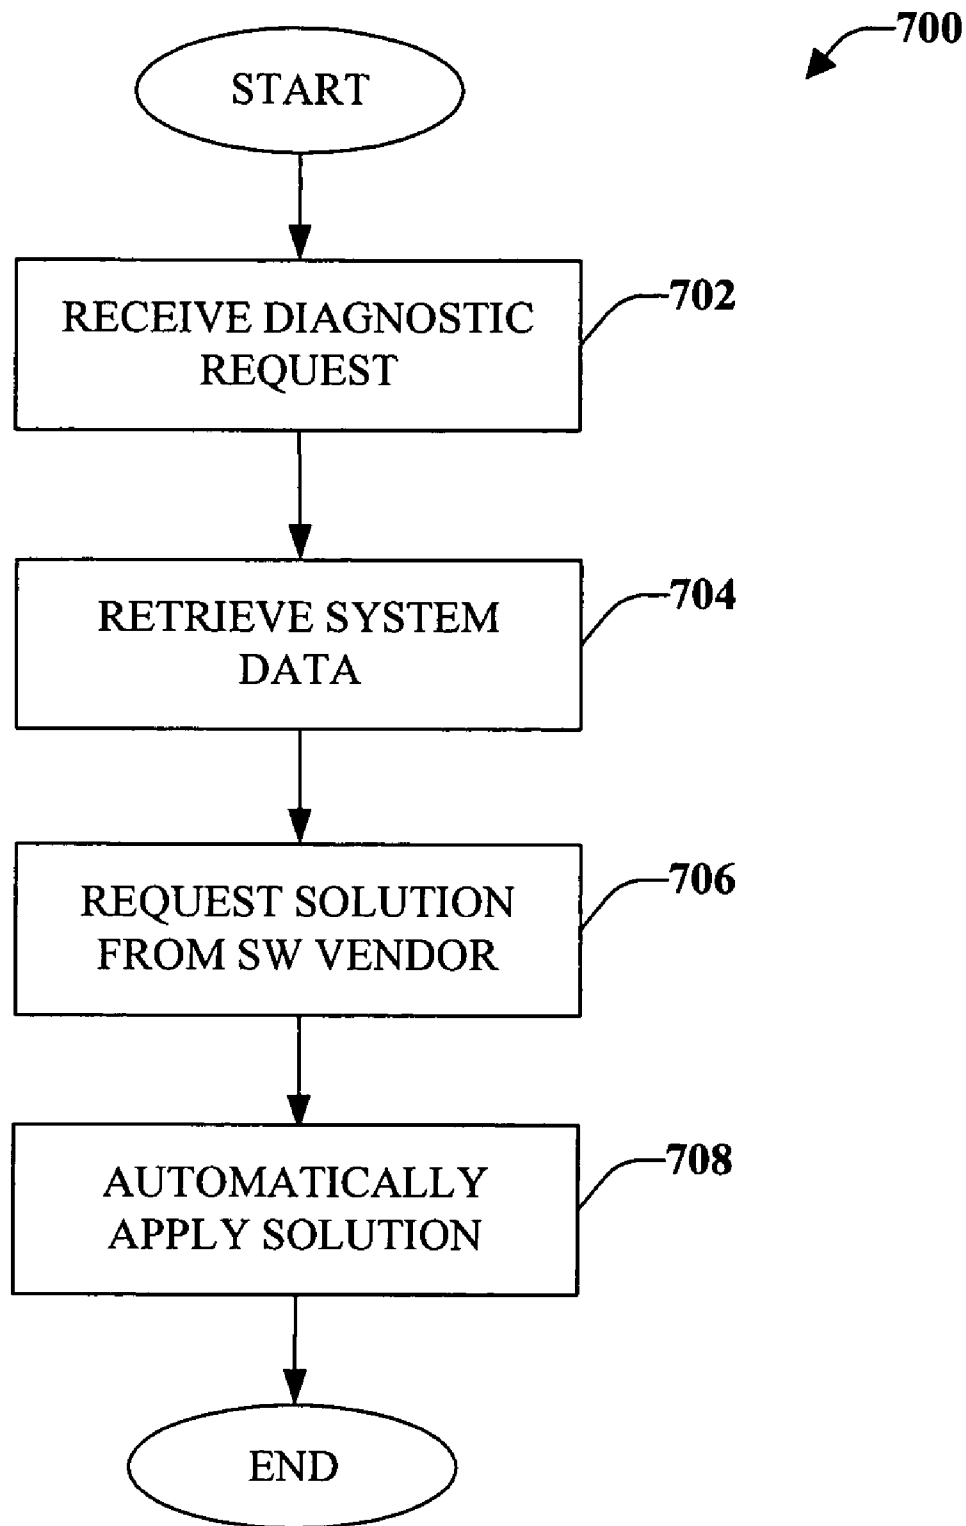 700
START
RECEIVE DIAGNOSTIC
REQUEST
702
RETRIEVE SYSTEM
DATA
704
REQUEST SOLUTION
FROM SW VENDOR
706
AUTOMATICALLY
APPLY SOLUTION
708
END